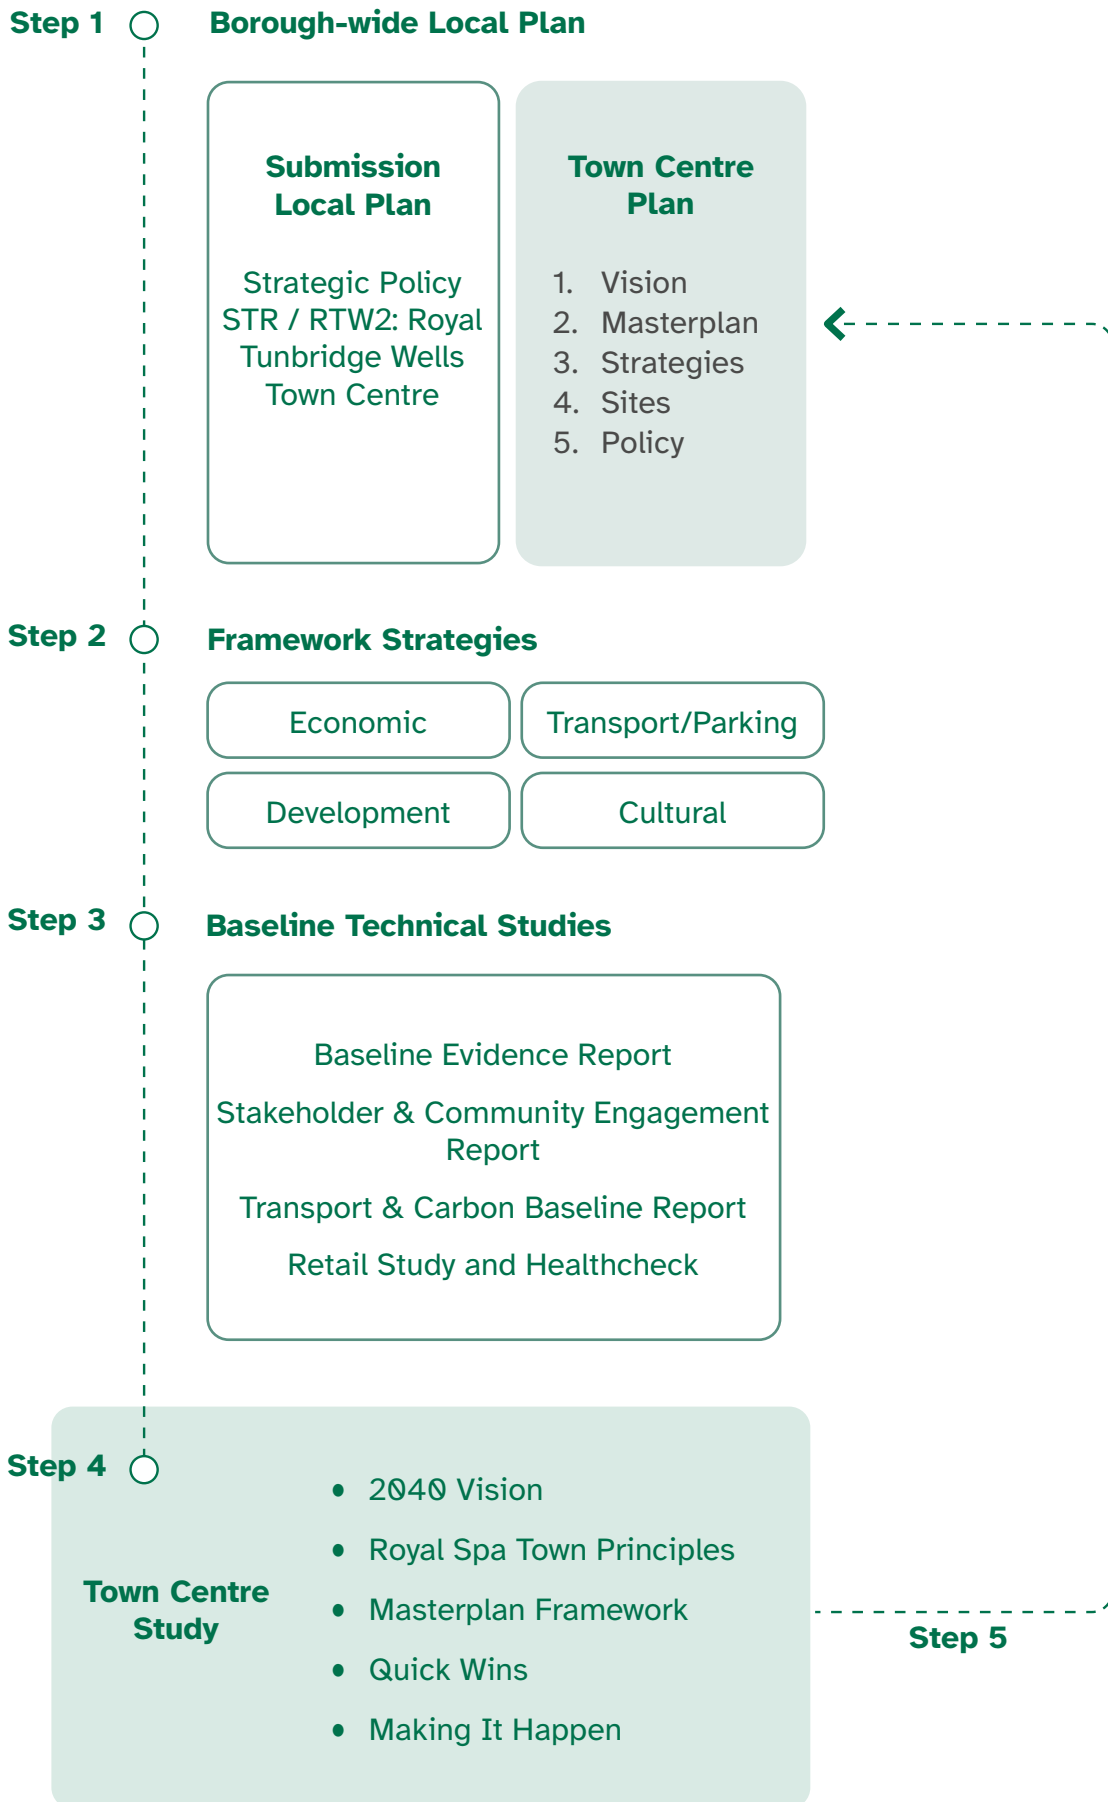 Step 1
Borough-wide Local Plan
Submission
Local Plan
Strategic Policy
STR / RTW2: Royal
Tunbridge Wells
Town Centre
Town Centre
Plan
1. Vision
2. Masterplan
3. Strategies
4. Sites
5. Policy
Step 2
Framework Strategies
Economic
Transport/Parking
Development
Cultural
Step 3
Baseline Technical Studies
Baseline Evidence Report
Stakeholder & Community Engagement
Report
Transport & Carbon Baseline Report
Retail Study and Healthcheck
Step 4
Town Centre
Study
• 2040 Vision
• Royal Spa Town Principles
• Masterplan Framework
• Quick Wins
• Making It Happen
Step 5